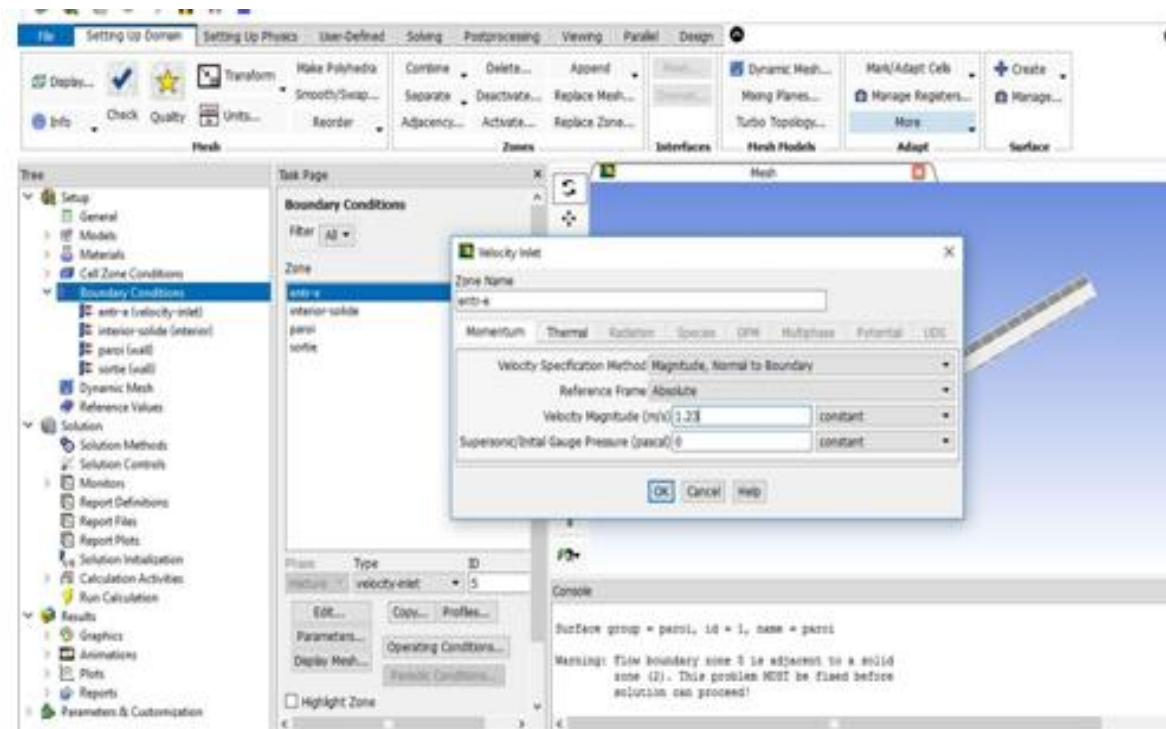 File Setting Up Domain Setting Up Physics User-Defined Solving Postprocessing Viewing Parallel Design
Display... Transform Make Polyhedra Combine Delete... Append Dynamic Mesh... Mark/Adapt Cells Create
Smooth/Swap... Separate Deactivate... Replace Mesh... Mixing Planes... Manage Registers... Manage...
Info Check Quality Units... Reorder Adjacency... Activate... Replace Zone... Turbo Topology... More
Mesh Zones Interfaces Mesh Models Adapt Surface
Tree
Setup
General
Models
Materials
Cell Zone Conditions
Boundary Conditions
entr-e (velocity-inlet)
interior-solide (interior)
paroi (wall)
sortie (wall)
Dynamic Mesh
Reference Values
Solution
Solution Methods
Solution Controls
Monitors
Report Definitions
Report Files
Report Plots
Solution Initialization
Calculation Activities
Run Calculation
Results
Graphics
Animations
Plots
Reports
Parameters & Customization
Task Page
Boundary Conditions
Filter All
Zone
entr-e
interior-solide
paroi
sortie
Phase Type ID
mixture velocity-inlet 5
Edit... Copy... Profiles...
Parameters... Operating Conditions...
Display Mesh... Periodic Conditions...
Highlight Zone
Mesh
Velocity Inlet
Zone Name
entr-e
Momentum Thermal Radiation Species DPM Multiphase Potential UDS
Velocity Specification Method Magnitude, Normal to Boundary
Reference Frame Absolute
Velocity Magnitude (m/s) 1.23 constant
Supersonic/Initial Gauge Pressure (pascal) 0 constant
OK Cancel Help
Console
Surface group = paroi, id = 1, name = paroi
Warning: Flow boundary zone 5 is adjacent to a solid
zone (2). This problem MUST be fixed before
solution can proceed!